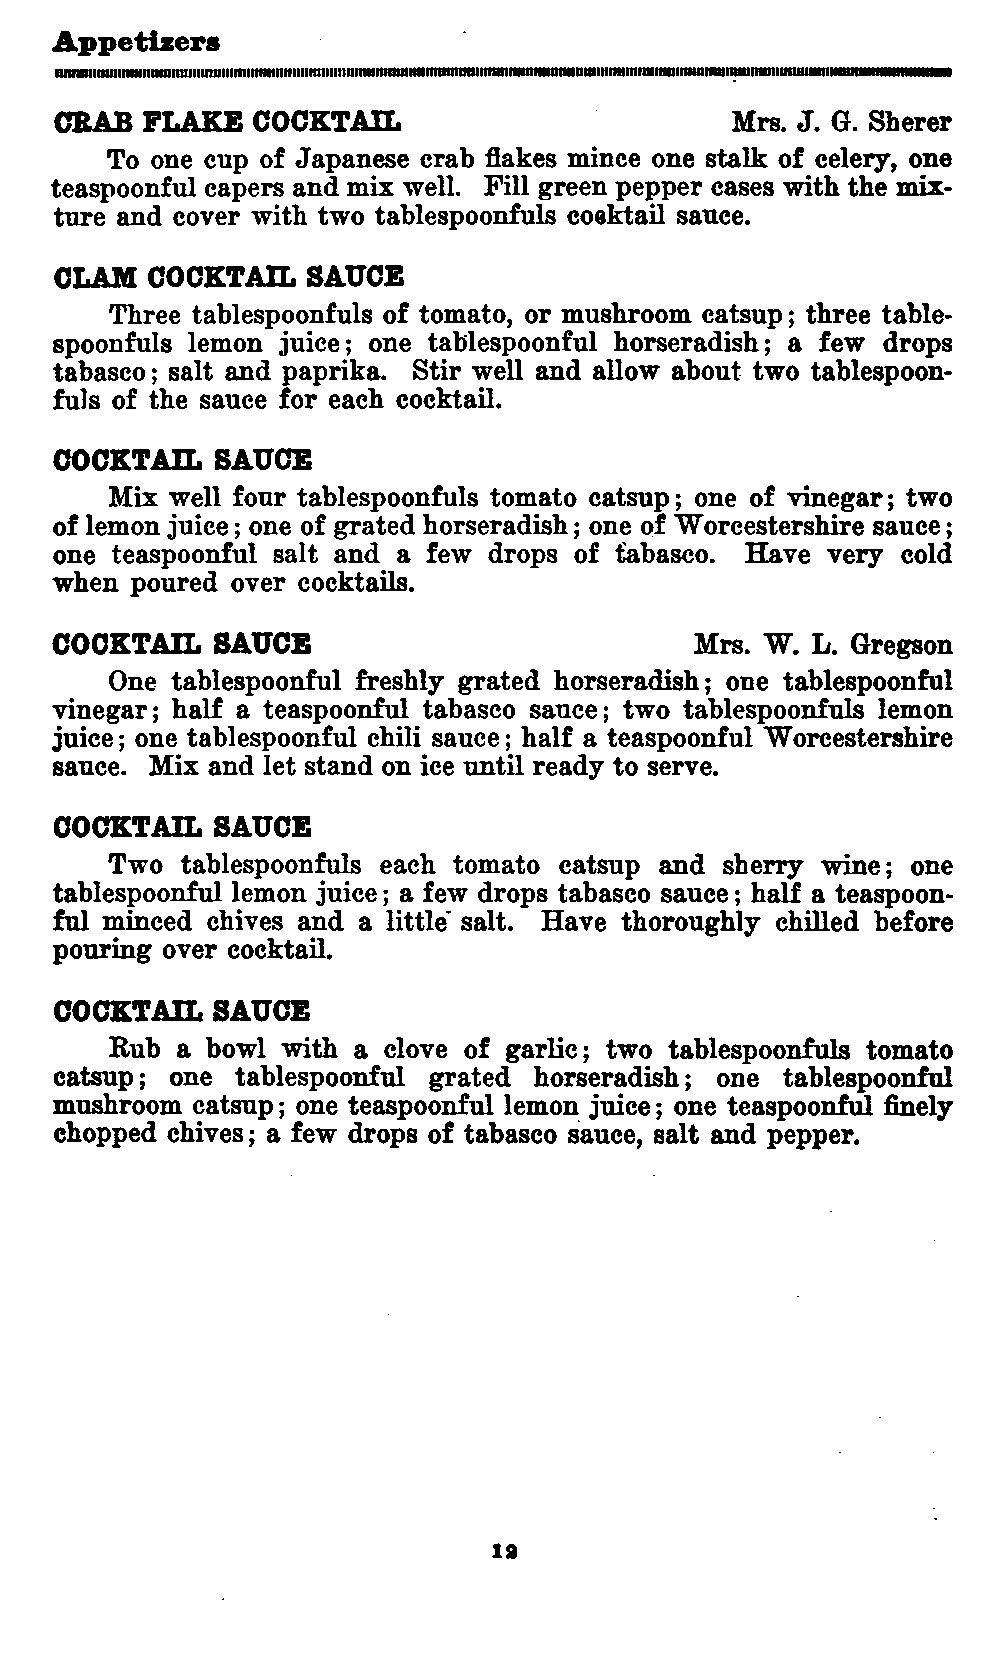 Appetizers
CRAB FLAKE COCKTAIL Mrs. J. G. Sherer
To one cup of Japanese crab flakes mince one stalk of celery, one
teaspoonful capers and mix well. Fill green pepper cases with the mix-
ture and cover with two tablespoonfuls cocktail sauce.
CLAM COCKTAIL SAUCE
Three tablespoonfuls of tomato, or mushroom catsup; three table-
spoonfuls lemon juice; one tablespoonful horseradish; a few drops
tabasco; salt and paprika. Stir well and allow about two tablespoon-
fuls of the sauce for each cocktail.
COCKTAIL SAUCE
Mix well four tablespoonfuls tomato catsup; one of vinegar; two
of lemon juice; one of grated horseradish; one of Worcestershire sauce;
one teaspoonful salt and a few drops of tabasco. Have very cold
when poured over cocktails.
COCKTAIL SAUCE Mrs. W. L. Gregson
One tablespoonful freshly grated horseradish; one tablespoonful
vinegar; half a teaspoonful tabasco sauce; two tablespoonfuls lemon
juice; one tablespoonful chili sauce; half a teaspoonful Worcestershire
sauce. Mix and let stand on ice until ready to serve.
COCKTAIL SAUCE
Two tablespoonfuls each tomato catsup and sherry wine; one
tablespoonful lemon juice; a few drops tabasco sauce; half a teaspoon-
ful minced chives and a little salt. Have thoroughly chilled before
pouring over cocktail.
COCKTAIL SAUCE
Rub a bowl with a clove of garlic; two tablespoonfuls tomato
catsup; one tablespoonful grated horseradish; one tablespoonful
mushroom catsup; one teaspoonful lemon juice; one teaspoonful finely
chopped chives; a few drops of tabasco sauce, salt and pepper.
12